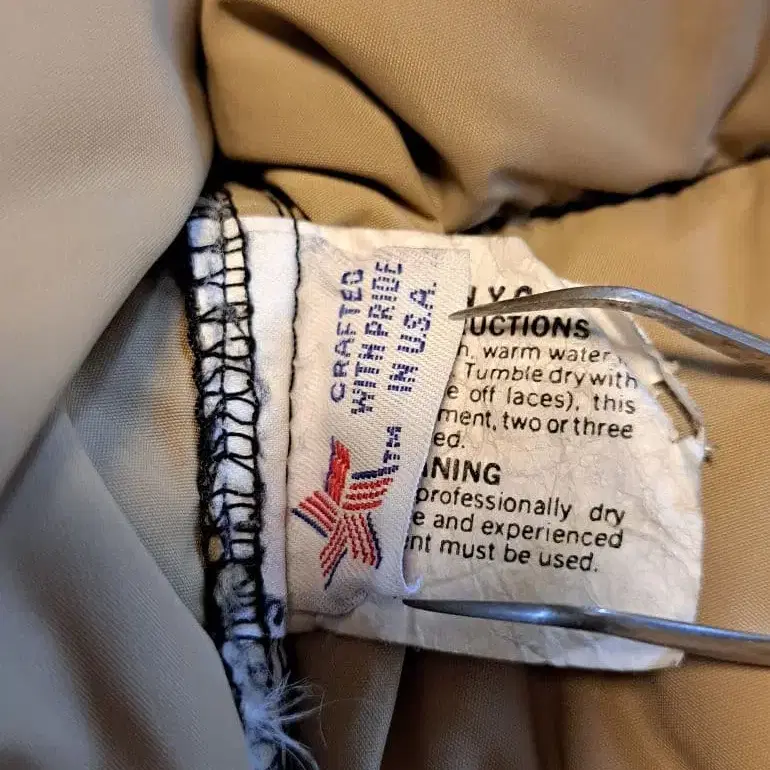 CRAFTED
WITH PRIDE
IN U.S.A.
TM
N.Y.C.
UCTIONS
, warm water
Tumble dry with
e off laces), this
ment, two or three
ed.
NING
professionally dry
e and experienced
nt must be used.